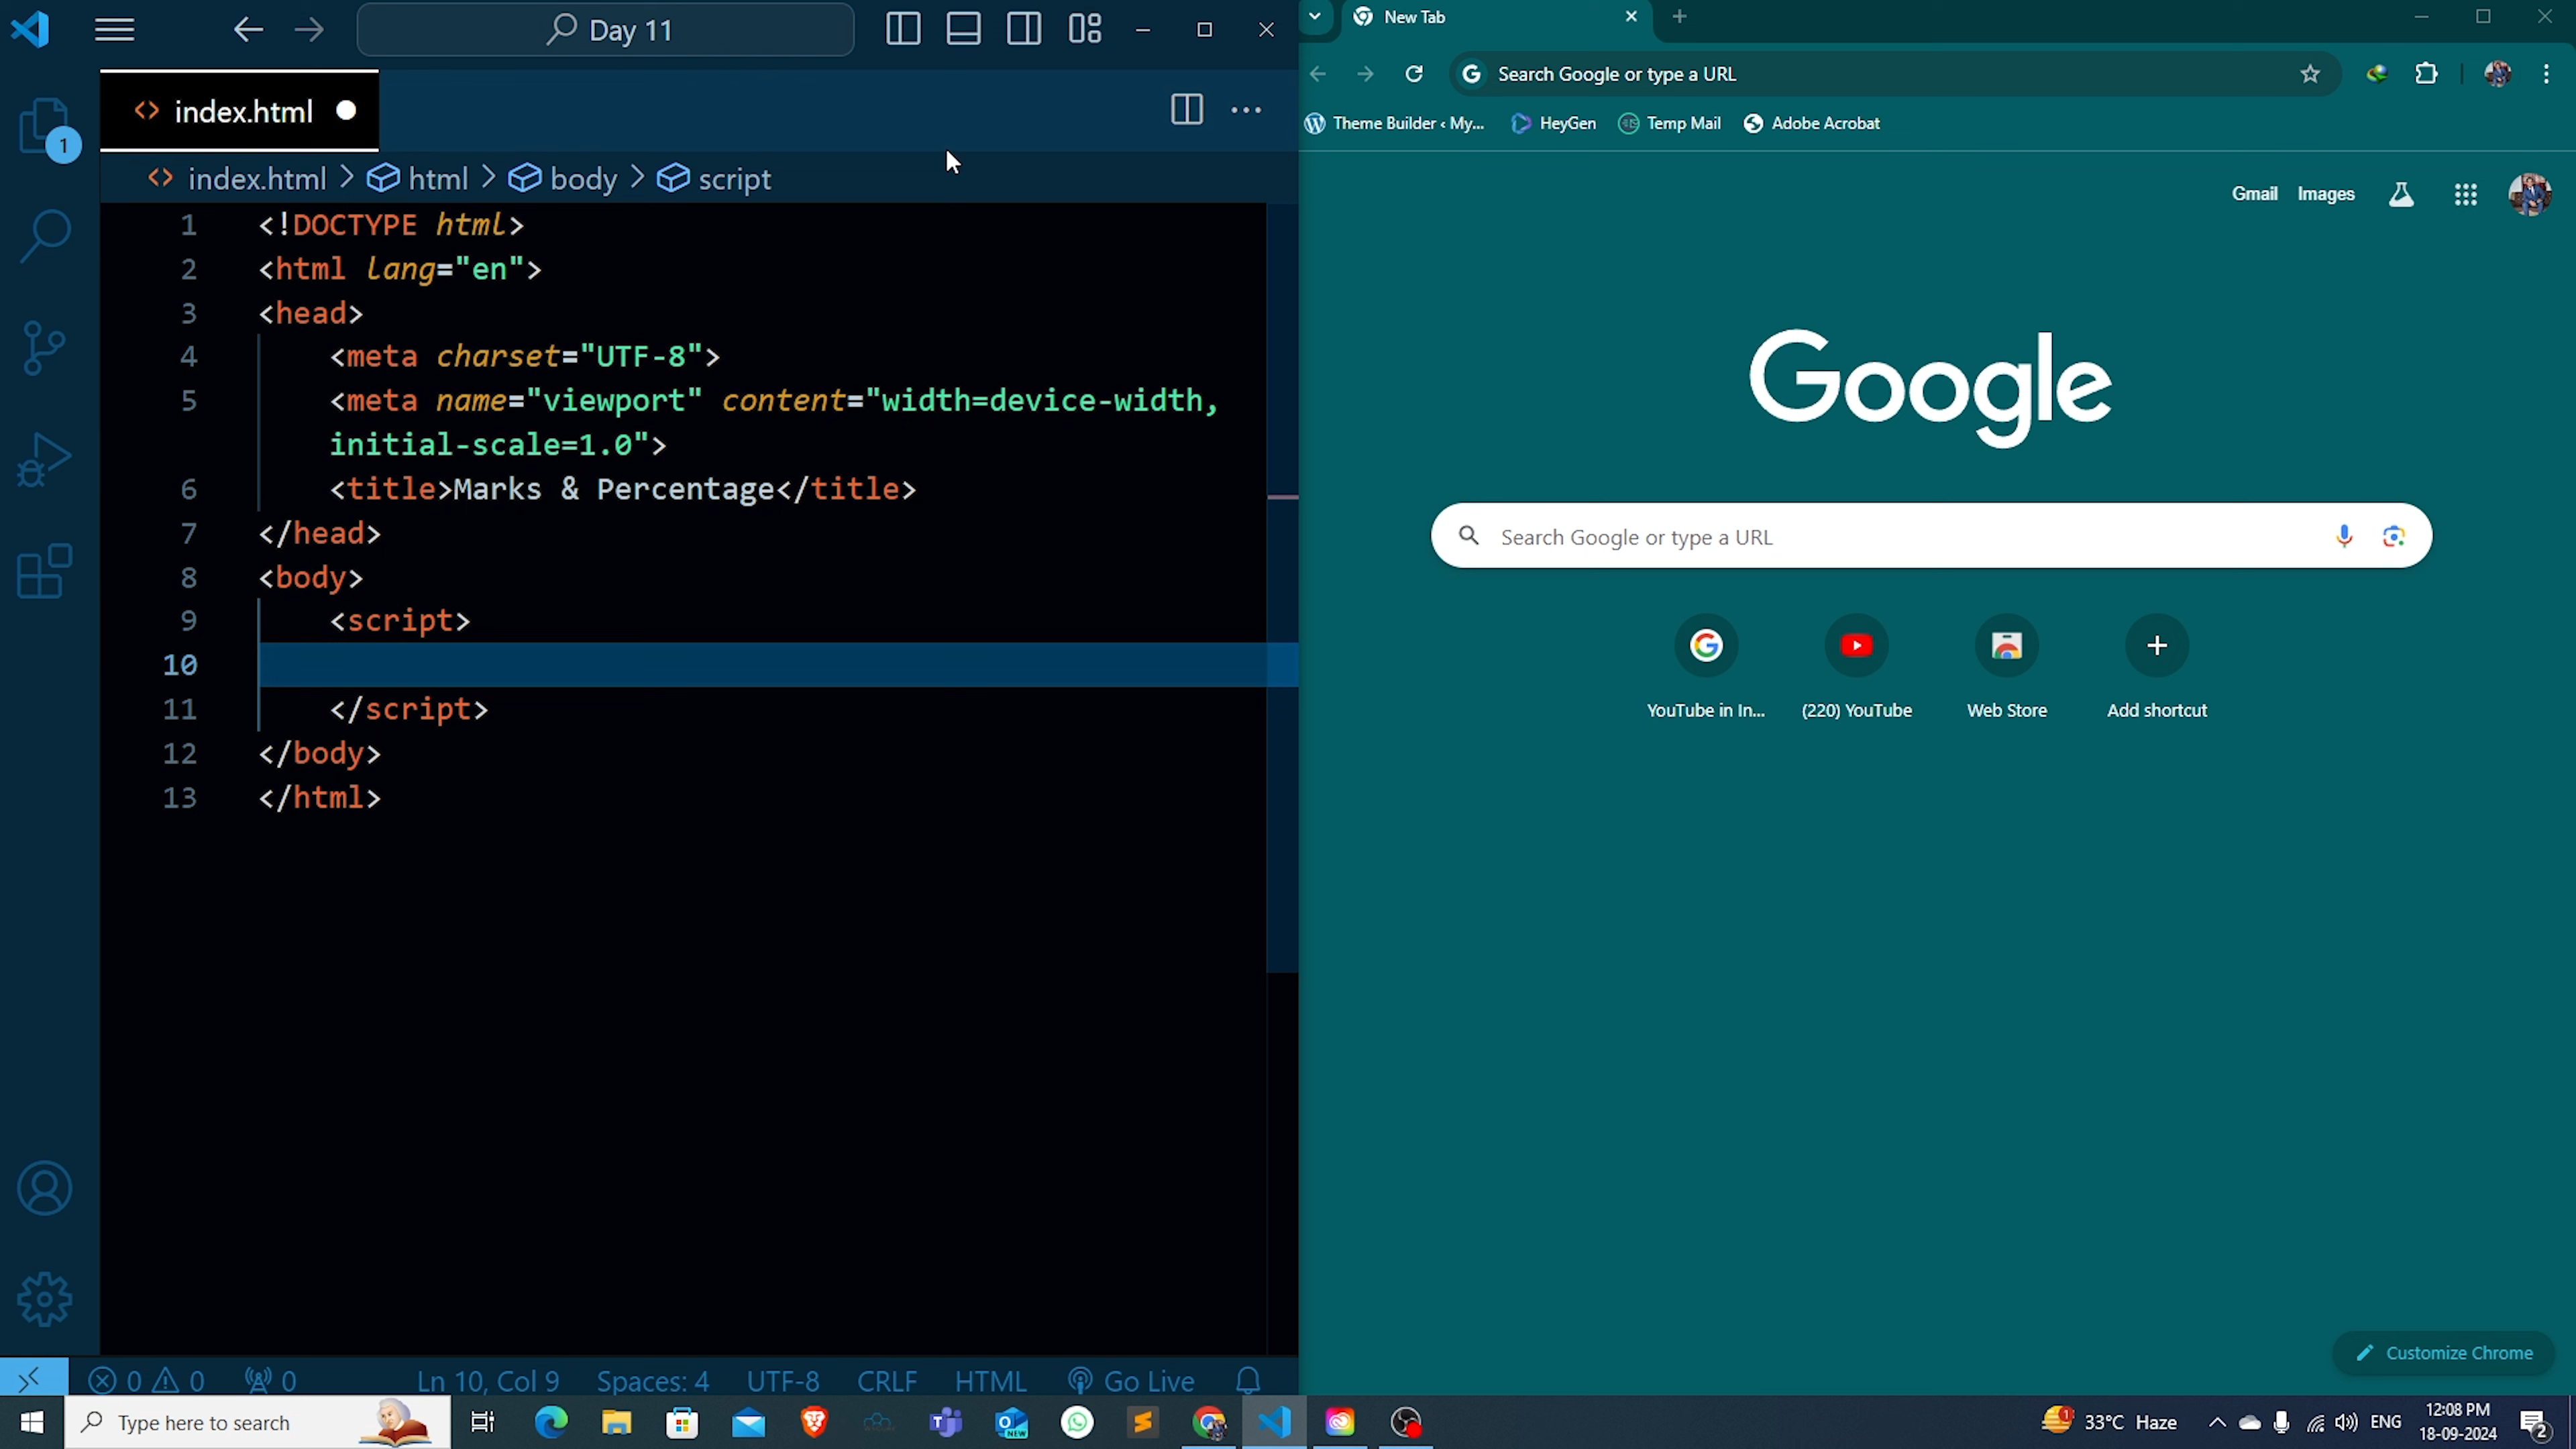 Day 11
index.html
1
index.html > html > body > script
1 <!DOCTYPE html>
2 <html lang="en">
3 <head>
4 <meta charset="UTF-8">
5 <meta name="viewport" content="width=device-width,
initial-scale=1.0">
6 <title>Marks & Percentage</title>
7 </head>
8 <body>
9 <script>
10
11 </script>
12 </body>
13 </html>
0 0 0 Ln 10, Col 9 Spaces: 4 UTF-8 CRLF HTML Go Live
New Tab
Search Google or type a URL
Theme Builder ‹ My... HeyGen Temp Mail Adobe Acrobat
Gmail Images
Google
Search Google or type a URL
YouTube in In... (220) YouTube Web Store Add shortcut
Customize Chrome
Type here to search
NEW
1 33°C Haze ENG 12:08 PM
18-09-2024
2